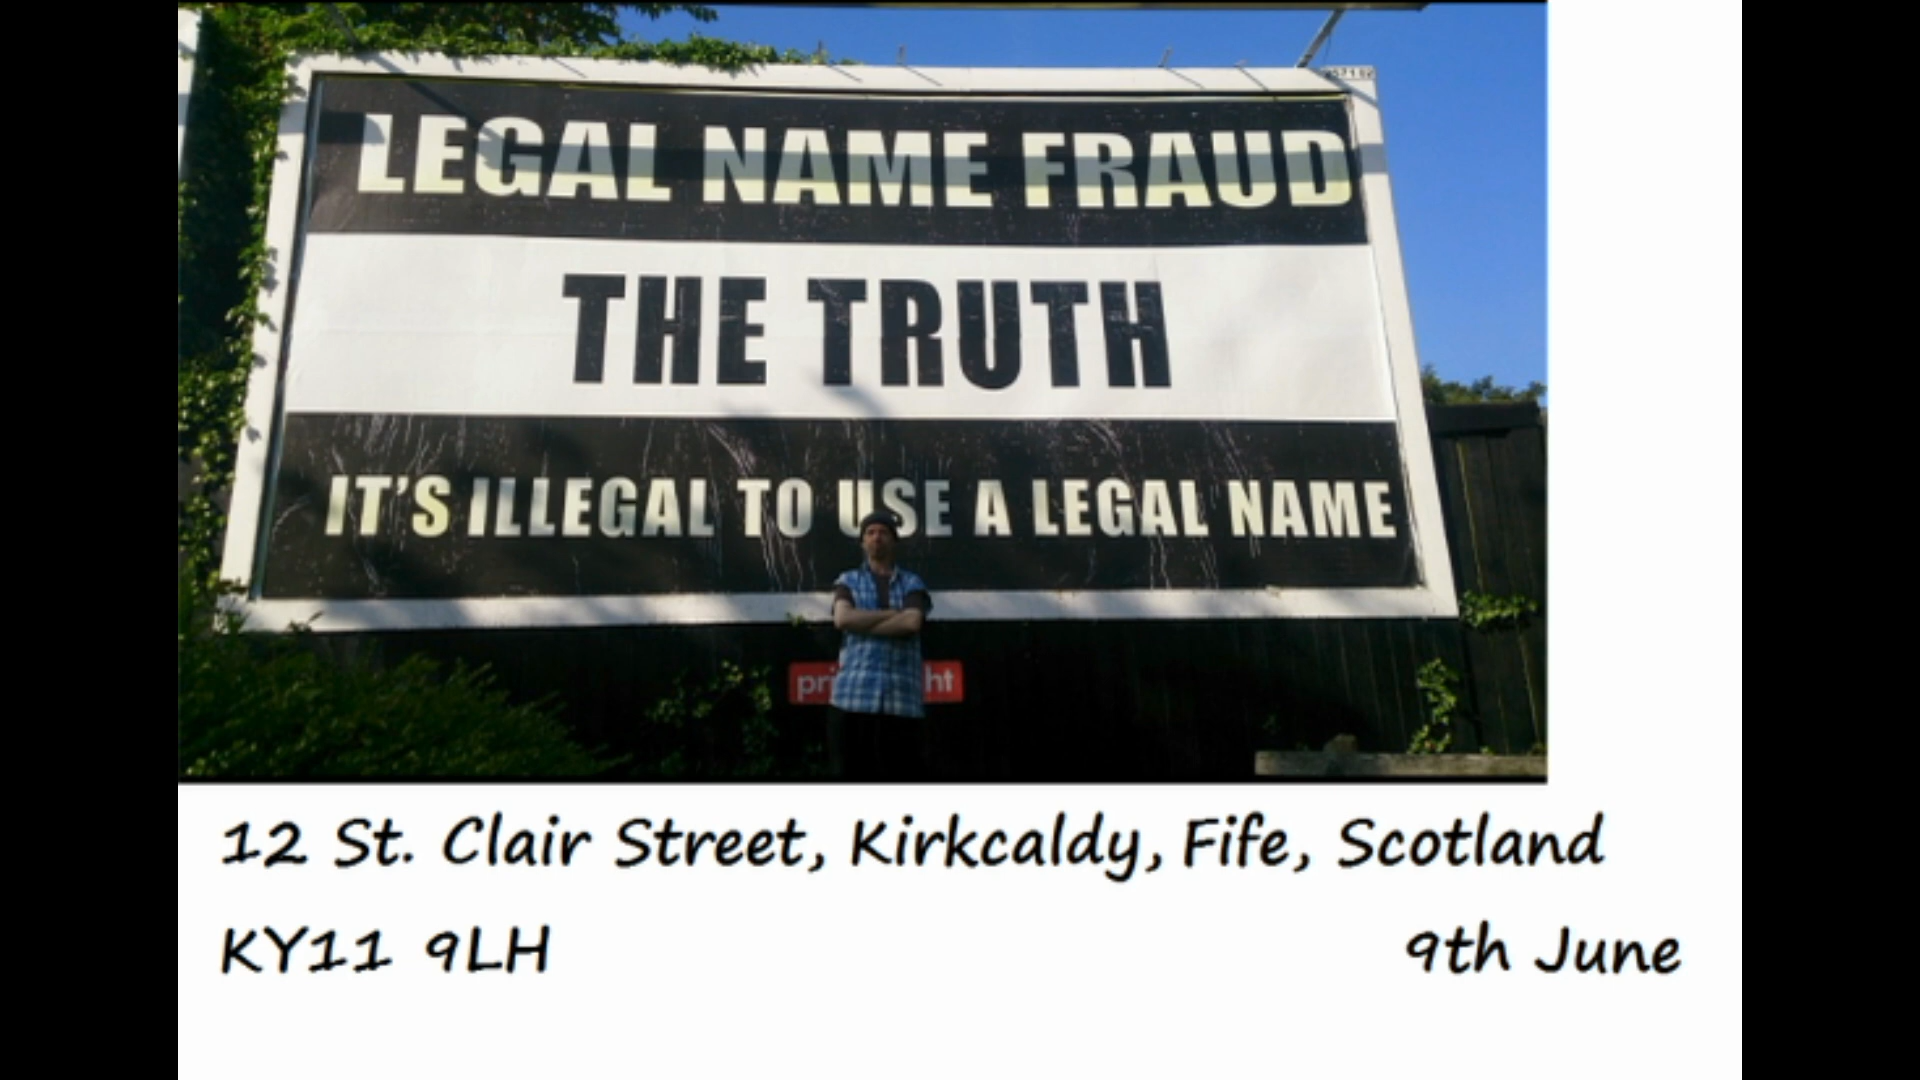 LEGAL NAME FRAUD
THE TRUTH
IT'S ILLEGAL TO USE A LEGAL NAME
12 St. Clair Street, Kirkcaldy, Fife, Scotland
KY11 9LH 9th June